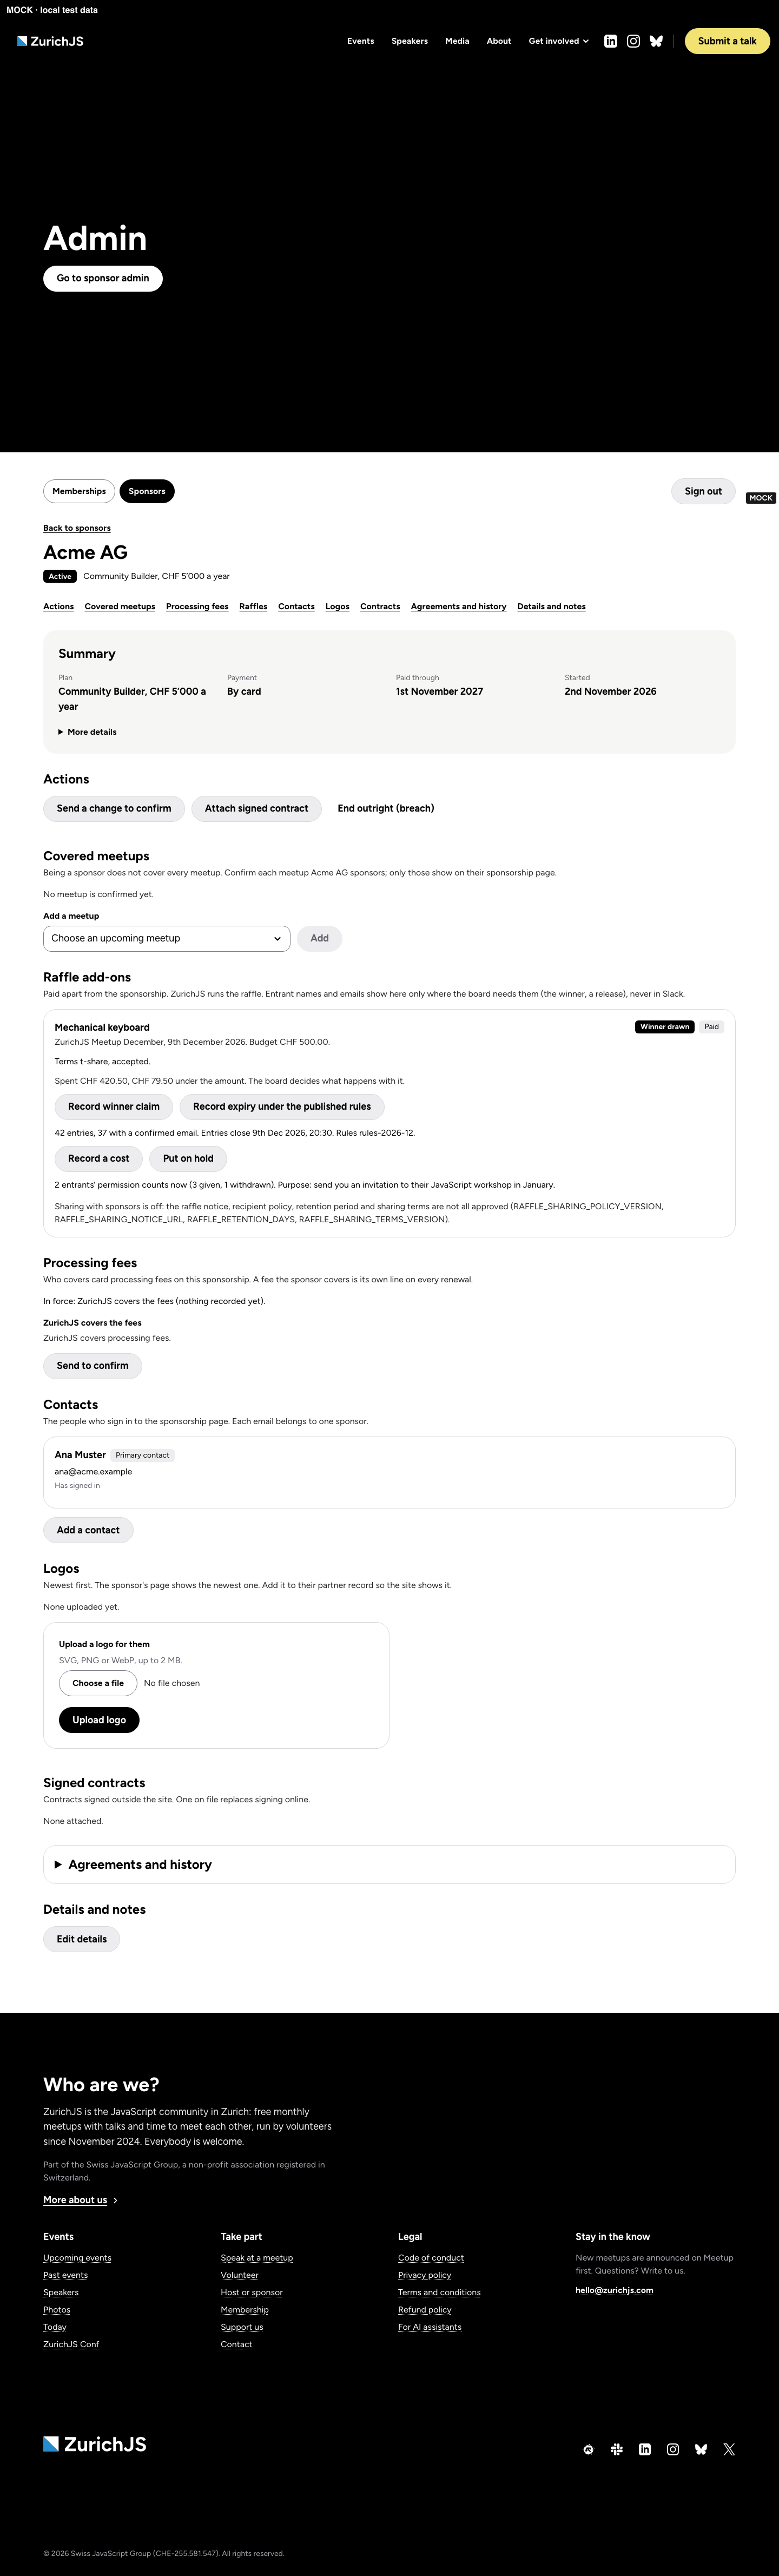 MOCK · local test data
ZurichJS
Events
Speakers
Media
About
Get involved
Submit a talk
Admin
Go to sponsor admin
Memberships
Sponsors
Sign out
MOCK
Back to sponsors
Acme AG
Active
Community Builder, CHF 5’000 a year
Actions
Covered meetups
Processing fees
Raffles
Contacts
Logos
Contracts
Agreements and history
Details and notes
Summary
Plan
Community Builder, CHF 5’000 a
year
Payment
By card
Paid through
1st November 2027
Started
2nd November 2026
More details
Actions
Send a change to confirm
Attach signed contract
End outright (breach)
Covered meetups
Being a sponsor does not cover every meetup. Confirm each meetup Acme AG sponsors; only those show on their sponsorship page.
No meetup is confirmed yet.
Add a meetup
Choose an upcoming meetup
Add
Raffle add-ons
Paid apart from the sponsorship. ZurichJS runs the raffle. Entrant names and emails show here only where the board needs them (the winner, a release), never in Slack.
Mechanical keyboard
Winner drawn
Paid
ZurichJS Meetup December, 9th December 2026. Budget CHF 500.00.
Terms t-share, accepted.
Spent CHF 420.50, CHF 79.50 under the amount. The board decides what happens with it.
Record winner claim
Record expiry under the published rules
42 entries, 37 with a confirmed email. Entries close 9th Dec 2026, 20:30. Rules rules-2026-12.
Record a cost
Put on hold
2 entrants’ permission counts now (3 given, 1 withdrawn). Purpose: send you an invitation to their JavaScript workshop in January.
Sharing with sponsors is off: the raffle notice, recipient policy, retention period and sharing terms are not all approved (RAFFLE_SHARING_POLICY_VERSION,
RAFFLE_SHARING_NOTICE_URL, RAFFLE_RETENTION_DAYS, RAFFLE_SHARING_TERMS_VERSION).
Processing fees
Who covers card processing fees on this sponsorship. A fee the sponsor covers is its own line on every renewal.
In force: ZurichJS covers the fees (nothing recorded yet).
ZurichJS covers the fees
ZurichJS covers processing fees.
Send to confirm
Contacts
The people who sign in to the sponsorship page. Each email belongs to one sponsor.
Ana Muster
Primary contact
ana@acme.example
Has signed in
Add a contact
Logos
Newest first. The sponsor's page shows the newest one. Add it to their partner record so the site shows it.
None uploaded yet.
Upload a logo for them
SVG, PNG or WebP, up to 2 MB.
Choose a file
No file chosen
Upload logo
Signed contracts
Contracts signed outside the site. One on file replaces signing online.
None attached.
Agreements and history
Details and notes
Edit details
Who are we?
ZurichJS is the JavaScript community in Zurich: free monthly
meetups with talks and time to meet each other, run by volunteers
since November 2024. Everybody is welcome.
Part of the Swiss JavaScript Group, a non-profit association registered in
Switzerland.
More about us
Events
Upcoming events
Past events
Speakers
Photos
Today
ZurichJS Conf
Take part
Speak at a meetup
Volunteer
Host or sponsor
Membership
Support us
Contact
Legal
Code of conduct
Privacy policy
Terms and conditions
Refund policy
For AI assistants
Stay in the know
New meetups are announced on Meetup
first. Questions? Write to us.
hello@zurichjs.com
ZurichJS
© 2026 Swiss JavaScript Group (CHE-255.581.547). All rights reserved.